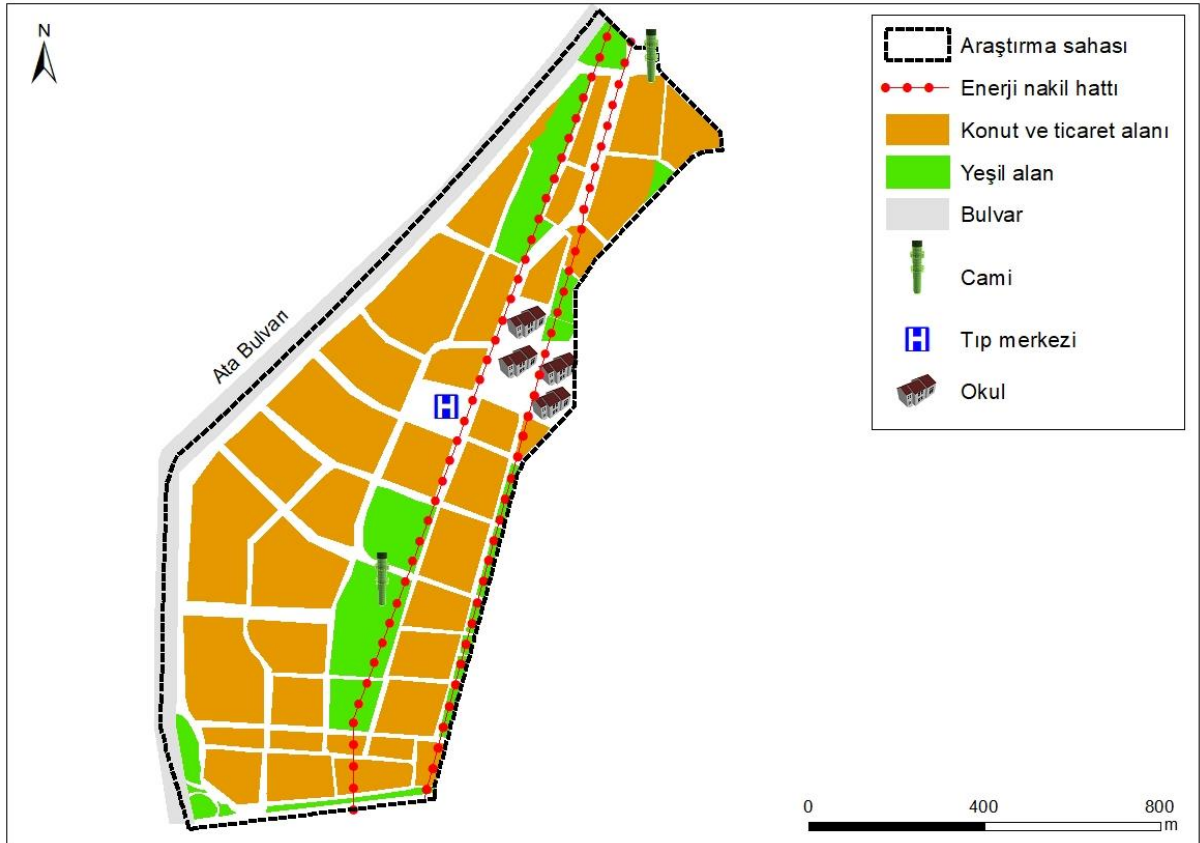 N
Ata Bulvarı
Araştırma sahası
Enerji nakil hattı
Konut ve ticaret alanı
Yeşil alan
Bulvar
Cami
H
Tıp merkezi
Okul
H
0 400 800
m